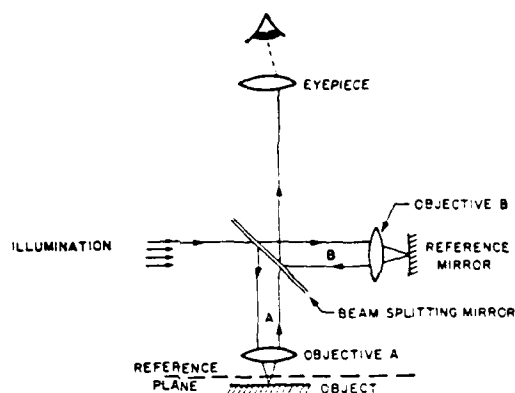 EYEPIECE
OBJECTIVE B
ILLUMINATION
B
REFERENCE
MIRROR
BEAM SPLITTING MIRROR
A
OBJECTIVE A
REFERENCE
PLANE
OBJECT